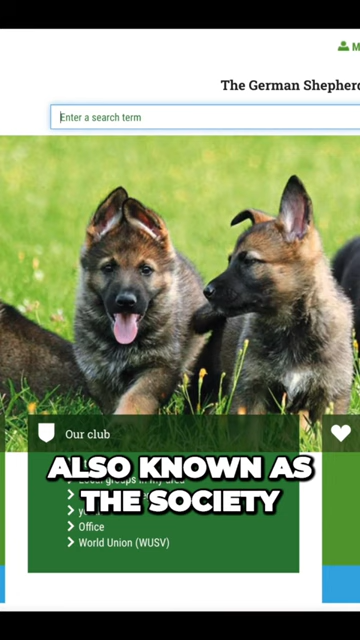 M
The German Shepherd
Enter a search term
Our club
ALSO KNOWN AS
THE SOCIETY
Office
World Union (WUSV)